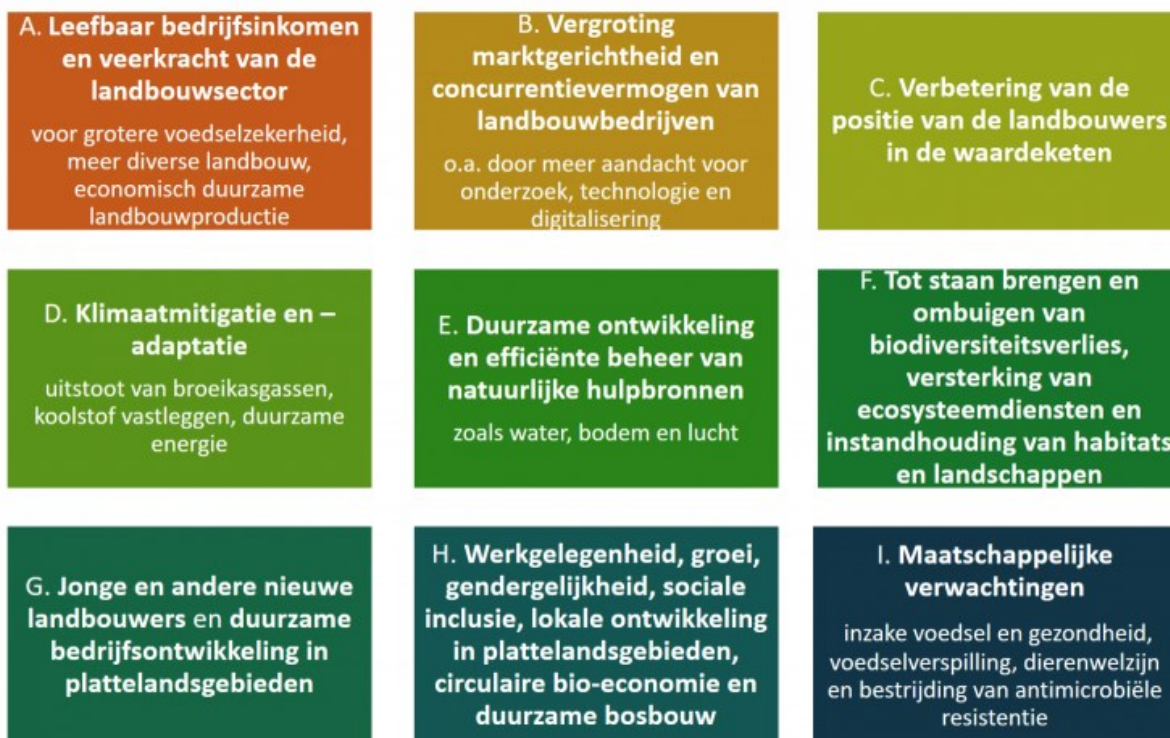 A. Leefbaar bedrijfsinkomen
en veerkracht van de
landbouwsector
voor grotere voedselzekerheid,
meer diverse landbouw,
economisch duurzame
landbouwproductie
B. Vergroting
marktgerichtheid en
concurrentievermogen van
landbouwbedrijven
o.a. door meer aandacht voor
onderzoek, technologie en
digitalisering
C. Verbetering van de
positie van de landbouwers
in de waardeketen
D. Klimaatmitigatie en –
adaptatie
uitstoot van broeikasgassen,
koolstof vastleggen, duurzame
energie
E. Duurzame ontwikkeling
en efficiënte beheer van
natuurlijke hulpbronnen
zoals water, bodem en lucht
F. Tot staan brengen en
ombuigen van
biodiversiteitsverlies,
versterking van
ecosysteemdiensten en
instandhouding van habitats
en landschappen
G. Jonge en andere nieuwe
landbouwers en duurzame
bedrijfsontwikkeling in
plattelandsgebieden
H. Werkgelegenheid, groei,
gendergelijkheid, sociale
inclusie, lokale ontwikkeling
in plattelandsgebieden,
circulaire bio-economie en
duurzame bosbouw
I. Maatschappelijke
verwachtingen
inzake voedsel en gezondheid,
voedselverspilling, dierenwelzijn
en bestrijding van antimicrobiële
resistentie